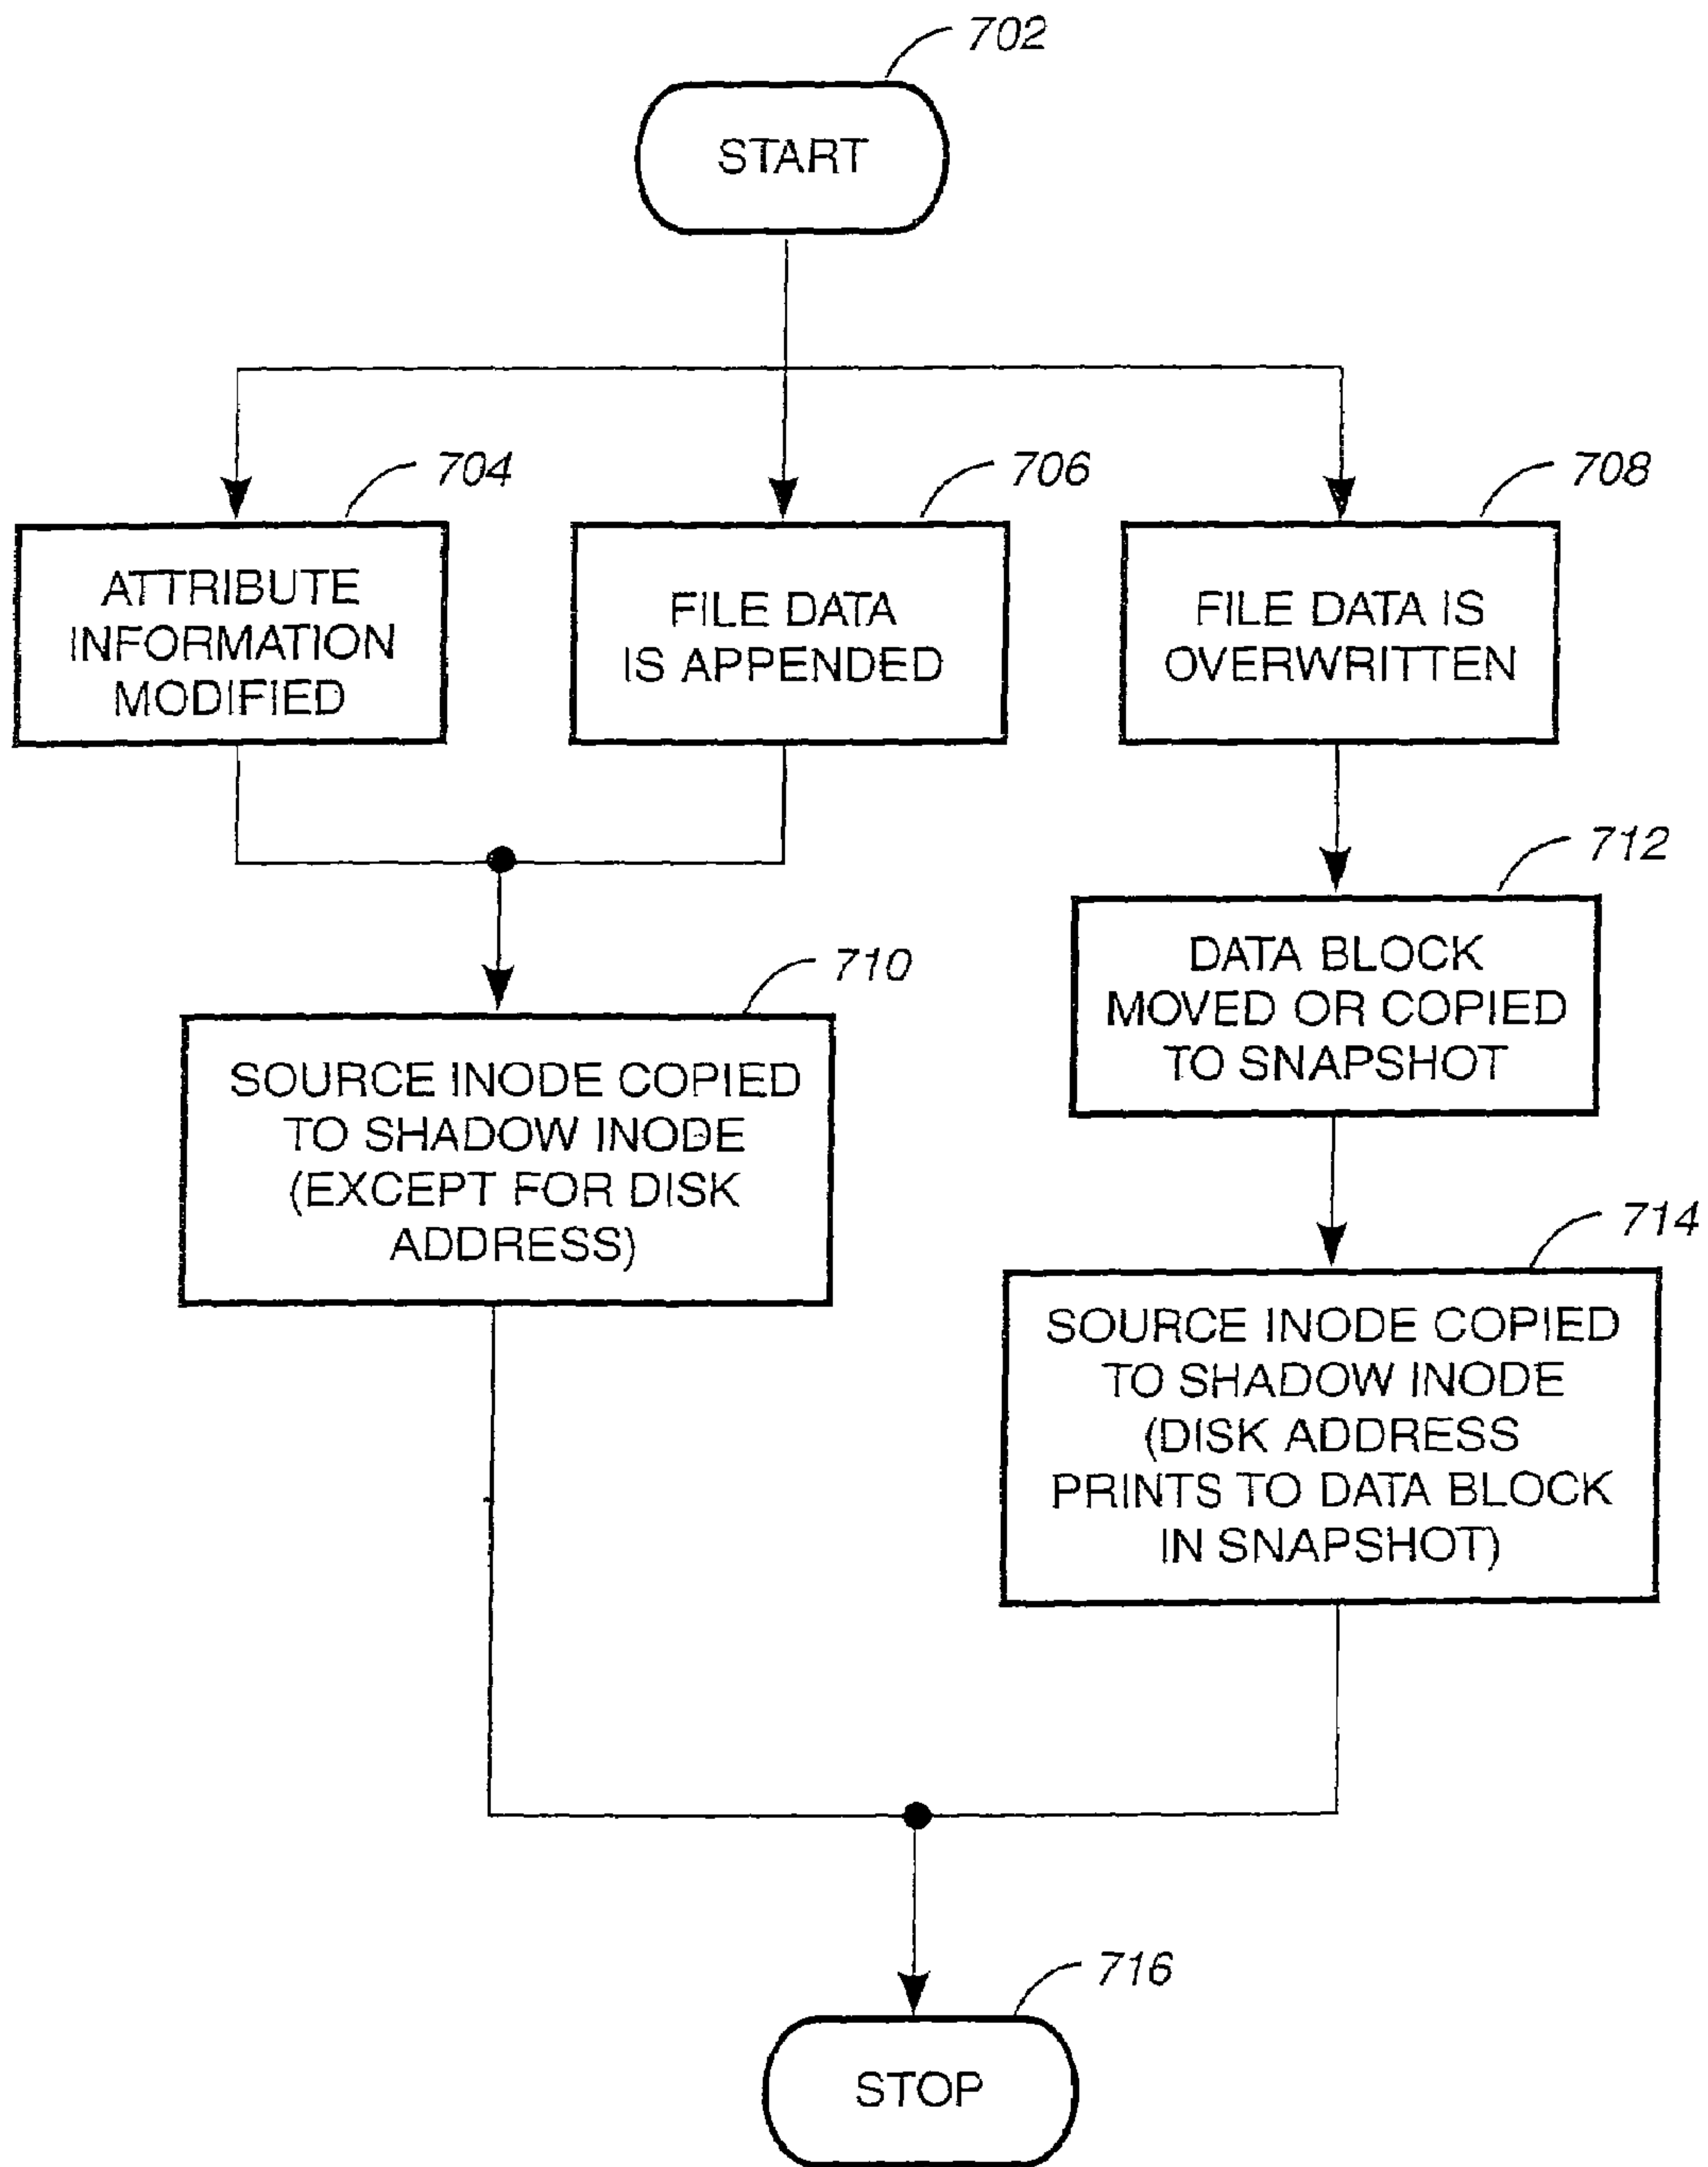 702
START
704
ATTRIBUTE
INFORMATION
MODIFIED
706
FILE DATA
IS APPENDED
708
FILE DATA IS
OVERWRITTEN
710
SOURCE INODE COPIED
TO SHADOW INODE
(EXCEPT FOR DISK
ADDRESS)
712
DATA BLOCK
MOVED OR COPIED
TO SNAPSHOT
714
SOURCE INODE COPIED
TO SHADOW INODE
(DISK ADDRESS
PRINTS TO DATA BLOCK
IN SNAPSHOT)
716
STOP